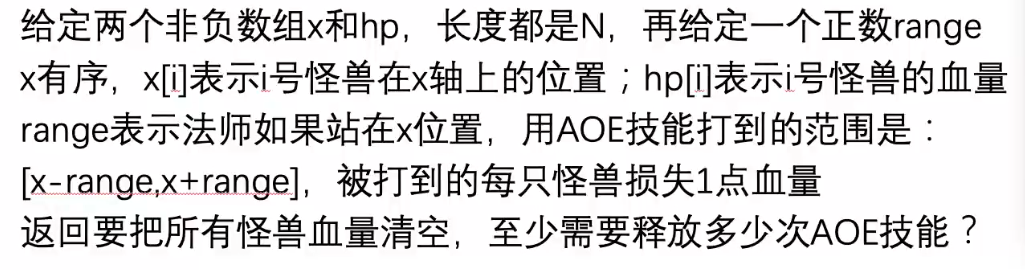 给定两个非负数组x和hp，长度都是N，再给定一个正数range
x有序，x[i]表示i号怪兽在x轴上的位置；hp[i]表示i号怪兽的血量
range表示法师如果站在x位置，用AOE技能打到的范围是：
[x-range,x+range]，被打到的每只怪兽损失1点血量
返回要把所有怪兽血量清空，至少需要释放多少次AOE技能？